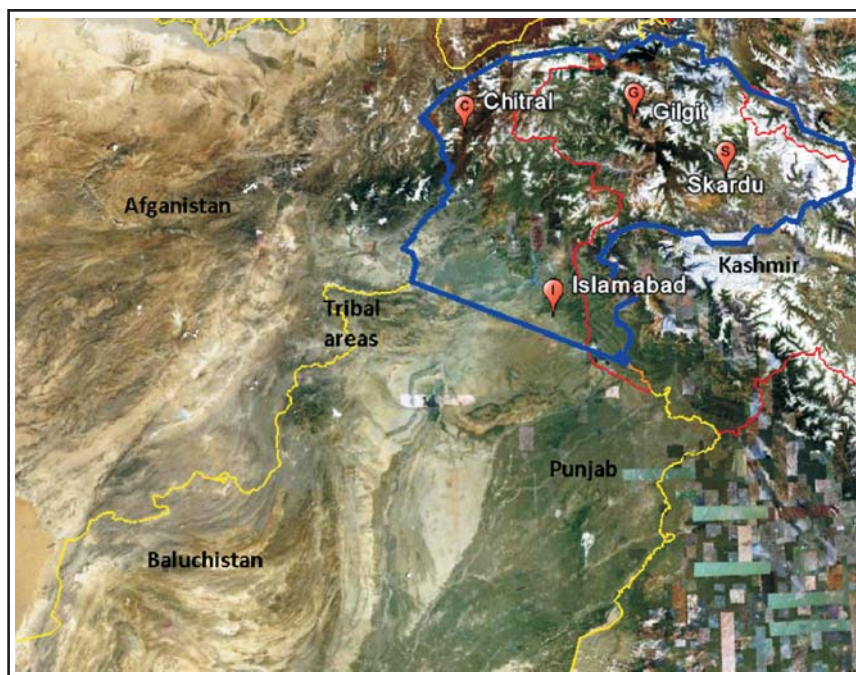 C
Chitral
G
Gilgit
S
Skardu
Afganistan
Kashmir
I
Islamabad
Tribal
areas
Punjab
Baluchistan